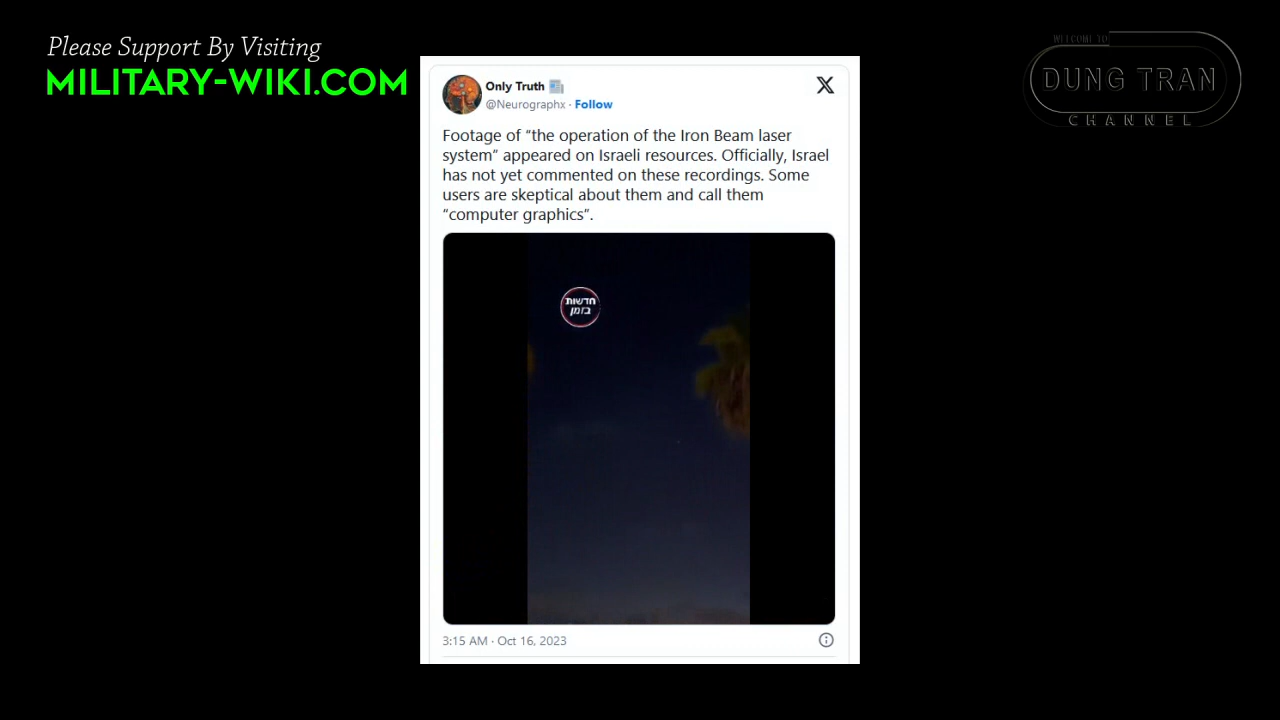 Please Support By Visiting
MILITARY-WIKI.COM
WELCOME TO
DUNG TRAN
CHANNEL
Only Truth
@Neurographx · Follow
Footage of “the operation of the Iron Beam laser
system” appeared on Israeli resources. Officially, Israel
has not yet commented on these recordings. Some
users are skeptical about them and call them
“computer graphics”.
חדשות
בזמן
3:15 AM · Oct 16, 2023